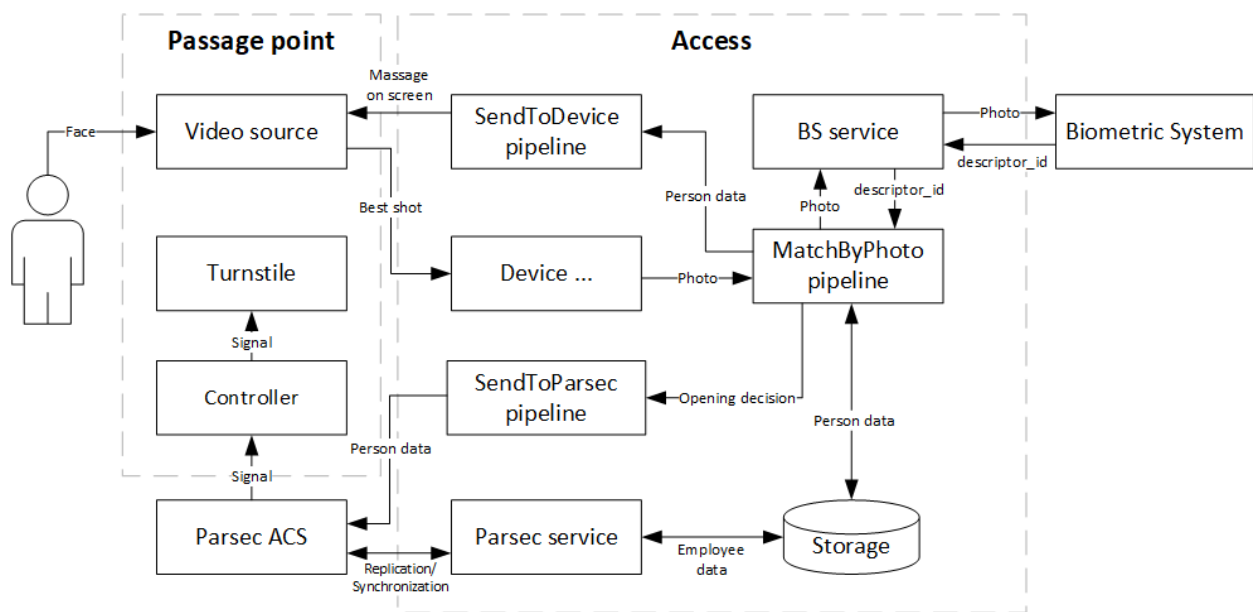 Passage point
Access
Massage
on screen
Face
Video source
SendToDevice
pipeline
BS service
Photo
Biometric System
descriptor_id
Best shot
Person data
Photo
descriptor_id
Turnstile
Device ...
Photo
MatchByPhoto
pipeline
Signal
Controller
SendToParsec
pipeline
Opening decision
Person data
Person data
Signal
Parsec ACS
Replication/
Synchronization
Parsec service
Employee
data
Storage